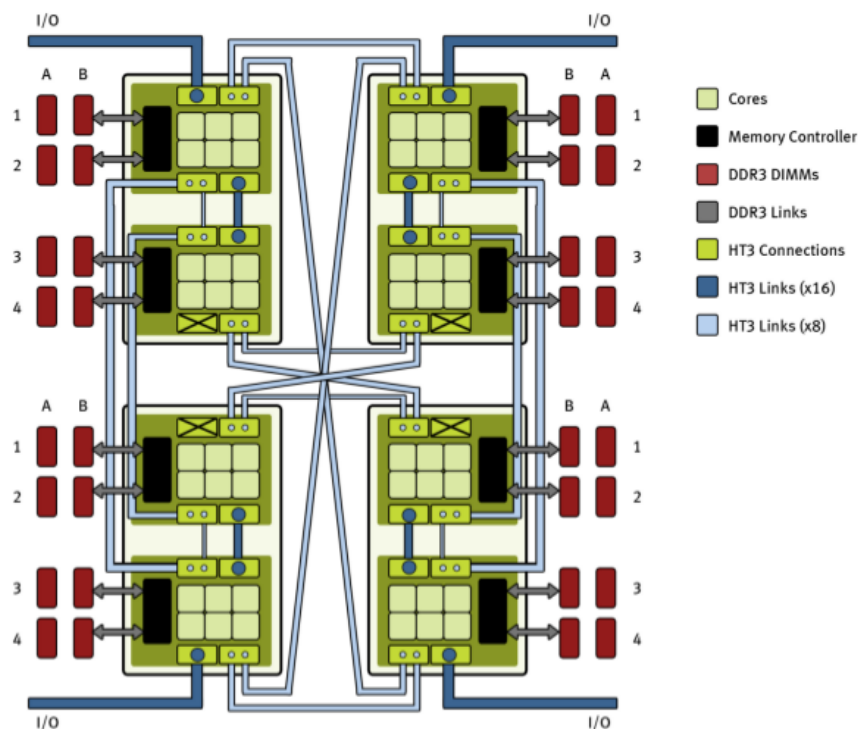 I/O
I/O
A B
B A
1
1
2
2
3
3
4
4
A B
B A
1
1
2
2
3
3
4
4
I/O
I/O
Cores
Memory Controller
DDR3 DIMMs
DDR3 Links
HT3 Connections
HT3 Links (x16)
HT3 Links (x8)